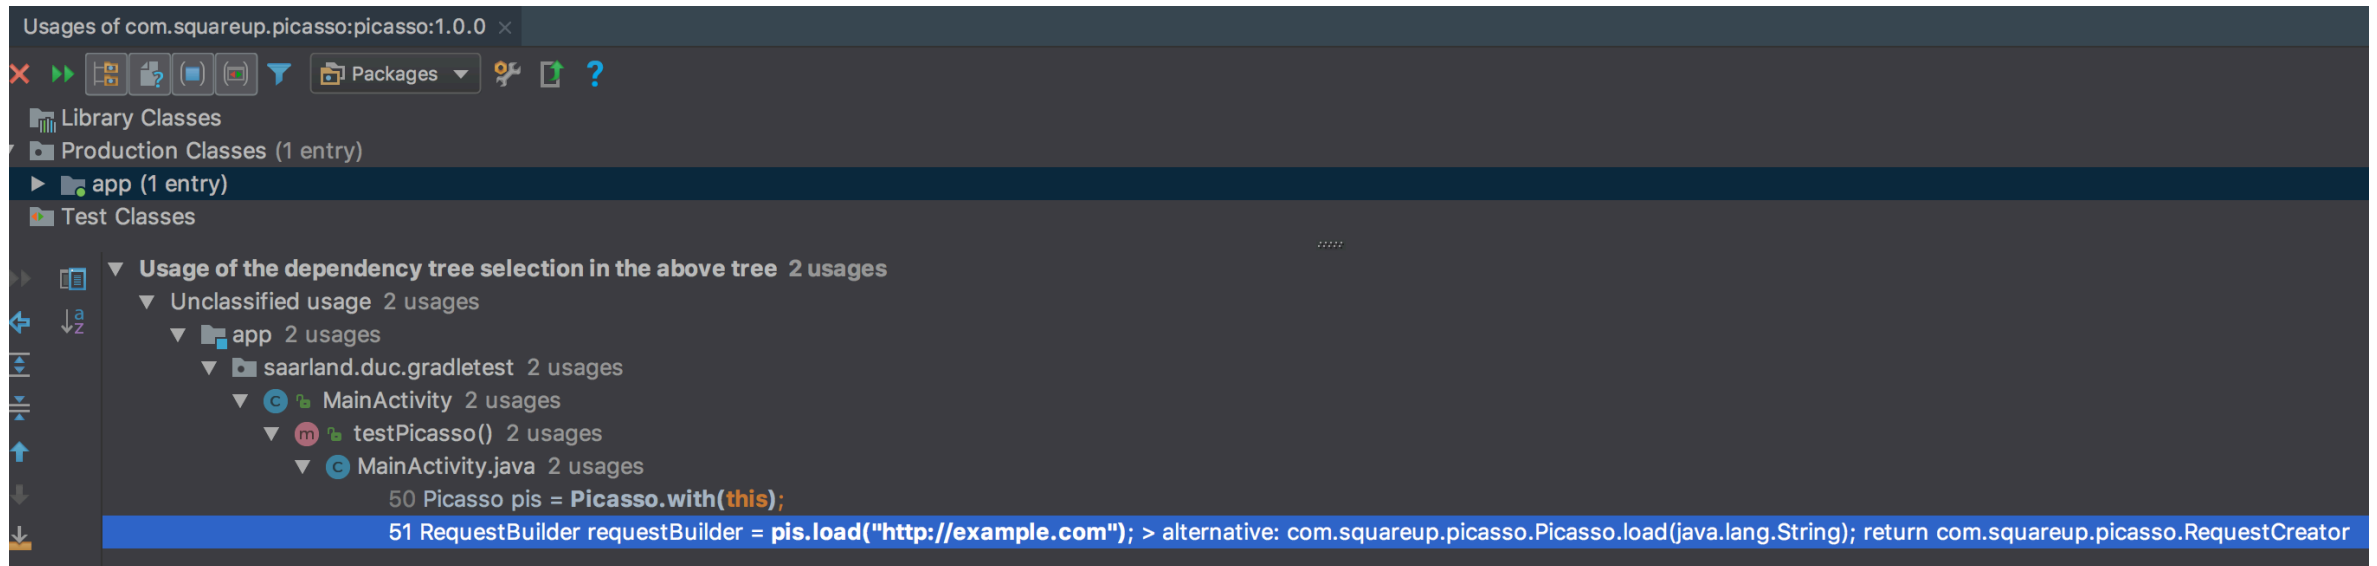 Usages of com.squareup.picasso:picasso:1.0.0
Packages
Library Classes
Production Classes (1 entry)
app (1 entry)
Test Classes
Usage of the dependency tree selection in the above tree 2 usages
Unclassified usage 2 usages
app 2 usages
saarland.duc.gradletest 2 usages
MainActivity 2 usages
testPicasso() 2 usages
MainActivity.java 2 usages
50 Picasso pis = Picasso.with(this);
51 RequestBuilder requestBuilder = pis.load("http://example.com"); > alternative: com.squareup.picasso.Picasso.load(java.lang.String); return com.squareup.picasso.RequestCreator